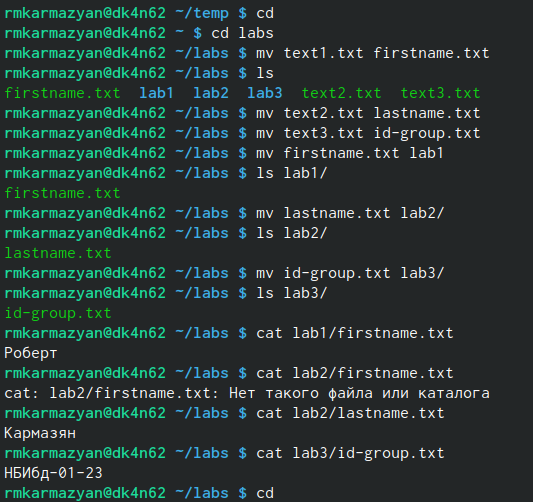 rmkarmazyan@dk4n62 ~/temp $ cd
rmkarmazyan@dk4n62 ~ $ cd labs
rmkarmazyan@dk4n62 ~/labs $ mv text1.txt firstname.txt
rmkarmazyan@dk4n62 ~/labs $ ls
firstname.txt  lab1  lab2  lab3  text2.txt  text3.txt
rmkarmazyan@dk4n62 ~/labs $ mv text2.txt lastname.txt
rmkarmazyan@dk4n62 ~/labs $ mv text3.txt id-group.txt
rmkarmazyan@dk4n62 ~/labs $ mv firstname.txt lab1
rmkarmazyan@dk4n62 ~/labs $ ls lab1/
firstname.txt
rmkarmazyan@dk4n62 ~/labs $ mv lastname.txt lab2/
rmkarmazyan@dk4n62 ~/labs $ ls lab2/
lastname.txt
rmkarmazyan@dk4n62 ~/labs $ mv id-group.txt lab3/
rmkarmazyan@dk4n62 ~/labs $ ls lab3/
id-group.txt
rmkarmazyan@dk4n62 ~/labs $ cat lab1/firstname.txt
Роберт
rmkarmazyan@dk4n62 ~/labs $ cat lab2/firstname.txt
cat: lab2/firstname.txt: Нет такого файла или каталога
rmkarmazyan@dk4n62 ~/labs $ cat lab2/lastname.txt
Кармазян
rmkarmazyan@dk4n62 ~/labs $ cat lab3/id-group.txt
НБИбд-01-23
rmkarmazyan@dk4n62 ~/labs $ cd